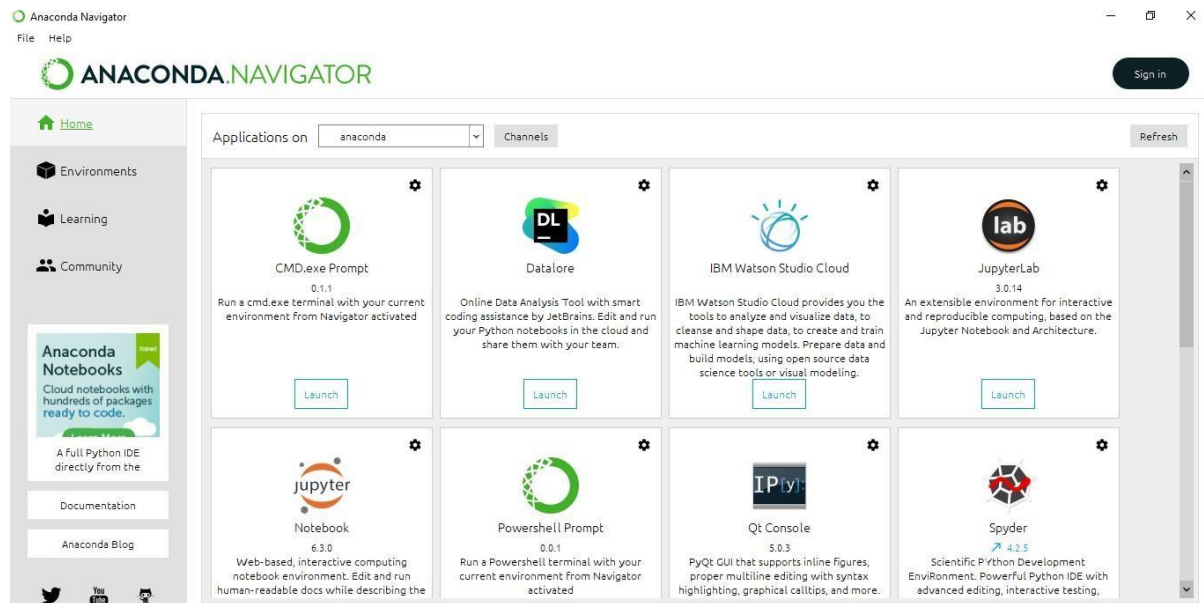 Anaconda Navigator
File Help
ANACONDA.NAVIGATOR
Sign in
Home
Environments
Learning
Community
Anaconda
Notebooks
New!
Cloud notebooks with
hundreds of packages
ready to code.
Learn More
A full Python IDE
directly from the
Documentation
Anaconda Blog
You
Tube
Applications on anaconda Channels Refresh
CMD.exe Prompt
0.1.1
Run a cmd.exe terminal with your current
environment from Navigator activated
Launch
DL
Datalore
Online Data Analysis Tool with smart
coding assistance by JetBrains. Edit and run
your Python notebooks in the cloud and
share them with your team.
Launch
IBM Watson Studio Cloud
IBM Watson Studio Cloud provides you the
tools to analyze and visualize data, to
cleanse and shape data, to create and train
machine learning models. Prepare data and
build models, using open source data
science tools or visual modeling.
Launch
lab
JupyterLab
3.0.14
An extensible environment for interactive
and reproducible computing, based on the
Jupyter Notebook and Architecture.
Launch
jupyter
Notebook
6.3.0
Web-based, interactive computing
notebook environment. Edit and run
human-readable docs while describing the
Powershell Prompt
0.0.1
Run a Powershell terminal with your
current environment from Navigator
activated
IP[y]:
Qt Console
5.0.3
PyQt GUI that supports inline figures,
proper multiline editing with syntax
highlighting, graphical calltips, and more.
Spyder
4.2.5
Scientific PYthon Development
EnviRonment. Powerful Python IDE with
advanced editing, interactive testing,